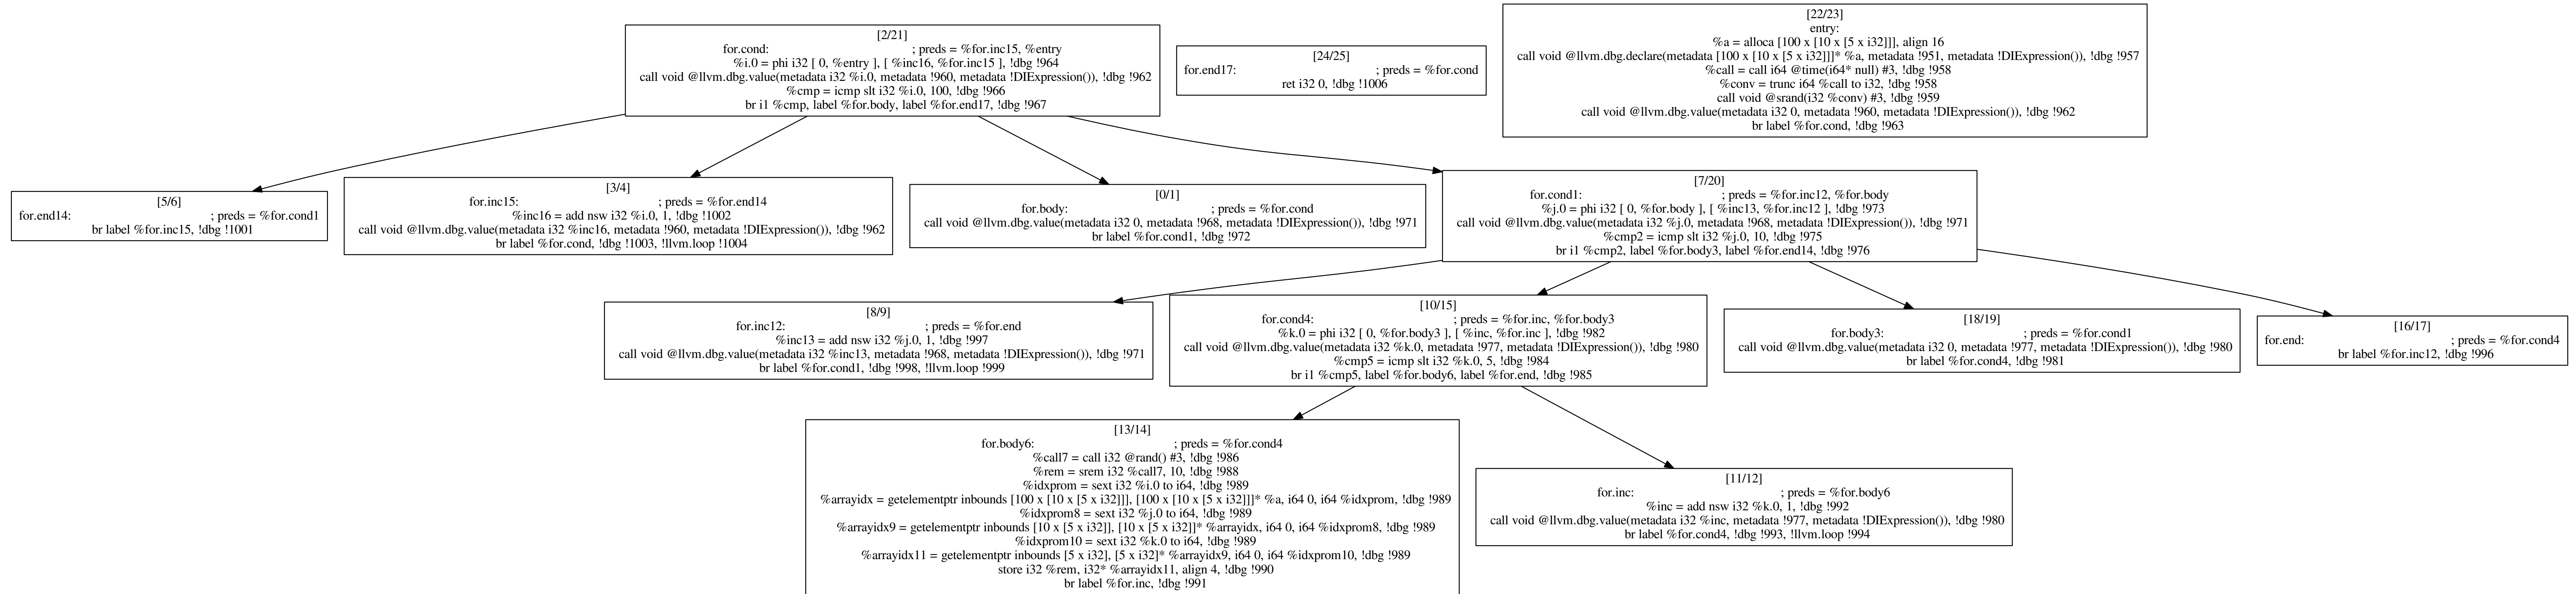 [2/21]
for.cond: ; preds = %for.inc15, %entry
%i.0 = phi i32 [ 0, %entry ], [ %inc16, %for.inc15 ], !dbg !964
call void @llvm.dbg.value(metadata i32 %i.0, metadata !960, metadata !DIExpression()), !dbg !962
%cmp = icmp slt i32 %i.0, 100, !dbg !966
br i1 %cmp, label %for.body, label %for.end17, !dbg !967
[24/25]
for.end17: ; preds = %for.cond
ret i32 0, !dbg !1006
[22/23]
entry:
%a = alloca [100 x [10 x [5 x i32]]], align 16
call void @llvm.dbg.declare(metadata [100 x [10 x [5 x i32]]]* %a, metadata !951, metadata !DIExpression()), !dbg !957
%call = call i64 @time(i64* null) #3, !dbg !958
%conv = trunc i64 %call to i32, !dbg !958
call void @srand(i32 %conv) #3, !dbg !959
call void @llvm.dbg.value(metadata i32 0, metadata !960, metadata !DIExpression()), !dbg !962
br label %for.cond, !dbg !963
[5/6]
for.end14: ; preds = %for.cond1
br label %for.inc15, !dbg !1001
[3/4]
for.inc15: ; preds = %for.end14
%inc16 = add nsw i32 %i.0, 1, !dbg !1002
call void @llvm.dbg.value(metadata i32 %inc16, metadata !960, metadata !DIExpression()), !dbg !962
br label %for.cond, !dbg !1003, !llvm.loop !1004
[0/1]
for.body: ; preds = %for.cond
call void @llvm.dbg.value(metadata i32 0, metadata !968, metadata !DIExpression()), !dbg !971
br label %for.cond1, !dbg !972
[7/20]
for.cond1: ; preds = %for.inc12, %for.body
%j.0 = phi i32 [ 0, %for.body ], [ %inc13, %for.inc12 ], !dbg !973
call void @llvm.dbg.value(metadata i32 %j.0, metadata !968, metadata !DIExpression()), !dbg !971
%cmp2 = icmp slt i32 %j.0, 10, !dbg !975
br i1 %cmp2, label %for.body3, label %for.end14, !dbg !976
[8/9]
for.inc12: ; preds = %for.end
%inc13 = add nsw i32 %j.0, 1, !dbg !997
call void @llvm.dbg.value(metadata i32 %inc13, metadata !968, metadata !DIExpression()), !dbg !971
br label %for.cond1, !dbg !998, !llvm.loop !999
[10/15]
for.cond4: ; preds = %for.inc, %for.body3
%k.0 = phi i32 [ 0, %for.body3 ], [ %inc, %for.inc ], !dbg !982
call void @llvm.dbg.value(metadata i32 %k.0, metadata !977, metadata !DIExpression()), !dbg !980
%cmp5 = icmp slt i32 %k.0, 5, !dbg !984
br i1 %cmp5, label %for.body6, label %for.end, !dbg !985
[18/19]
for.body3: ; preds = %for.cond1
call void @llvm.dbg.value(metadata i32 0, metadata !977, metadata !DIExpression()), !dbg !980
br label %for.cond4, !dbg !981
[16/17]
for.end: ; preds = %for.cond4
br label %for.inc12, !dbg !996
[13/14]
for.body6: ; preds = %for.cond4
%call7 = call i32 @rand() #3, !dbg !986
%rem = srem i32 %call7, 10, !dbg !988
%idxprom = sext i32 %i.0 to i64, !dbg !989
%arrayidx = getelementptr inbounds [100 x [10 x [5 x i32]]], [100 x [10 x [5 x i32]]]* %a, i64 0, i64 %idxprom, !dbg !989
%idxprom8 = sext i32 %j.0 to i64, !dbg !989
%arrayidx9 = getelementptr inbounds [10 x [5 x i32]], [10 x [5 x i32]]* %arrayidx, i64 0, i64 %idxprom8, !dbg !989
%idxprom10 = sext i32 %k.0 to i64, !dbg !989
%arrayidx11 = getelementptr inbounds [5 x i32], [5 x i32]* %arrayidx9, i64 0, i64 %idxprom10, !dbg !989
store i32 %rem, i32* %arrayidx11, align 4, !dbg !990
br label %for.inc, !dbg !991
[11/12]
for.inc: ; preds = %for.body6
%inc = add nsw i32 %k.0, 1, !dbg !992
call void @llvm.dbg.value(metadata i32 %inc, metadata !977, metadata !DIExpression()), !dbg !980
br label %for.cond4, !dbg !993, !llvm.loop !994